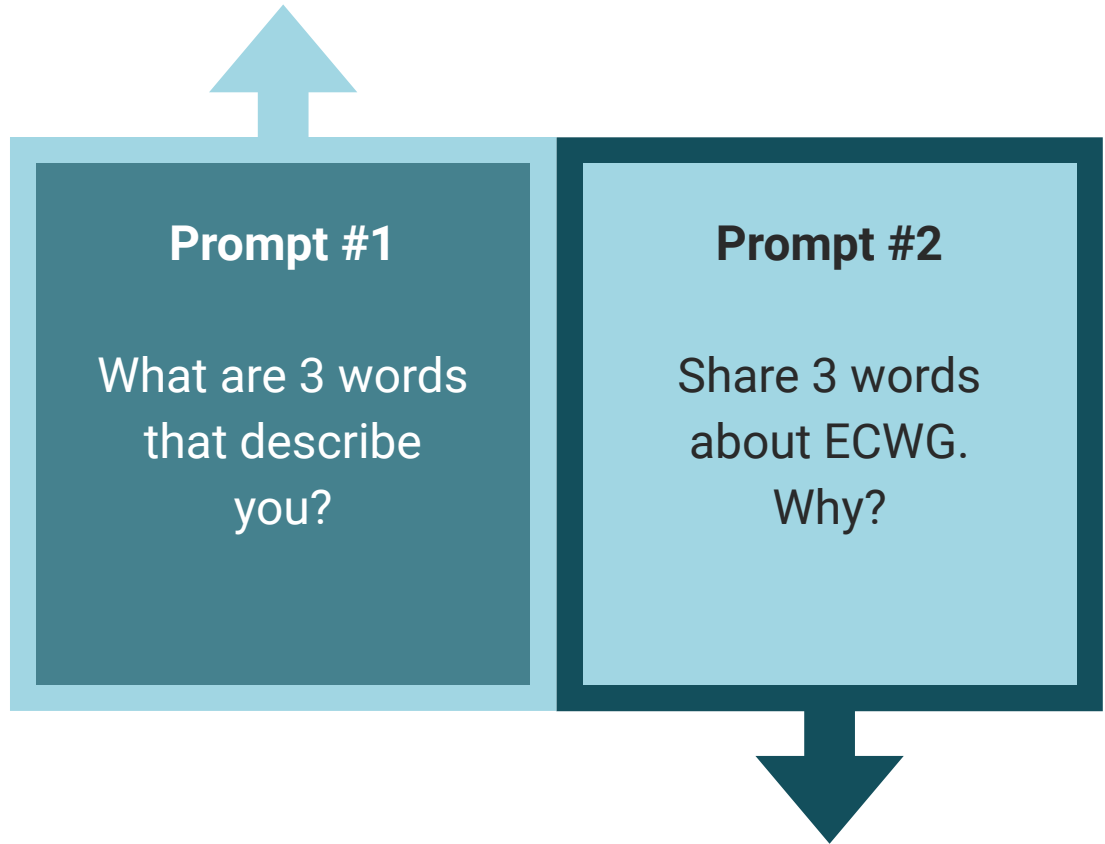 Prompt #1
What are 3 words
that describe
you?
Prompt #2
Share 3 words
about ECWG.
Why?